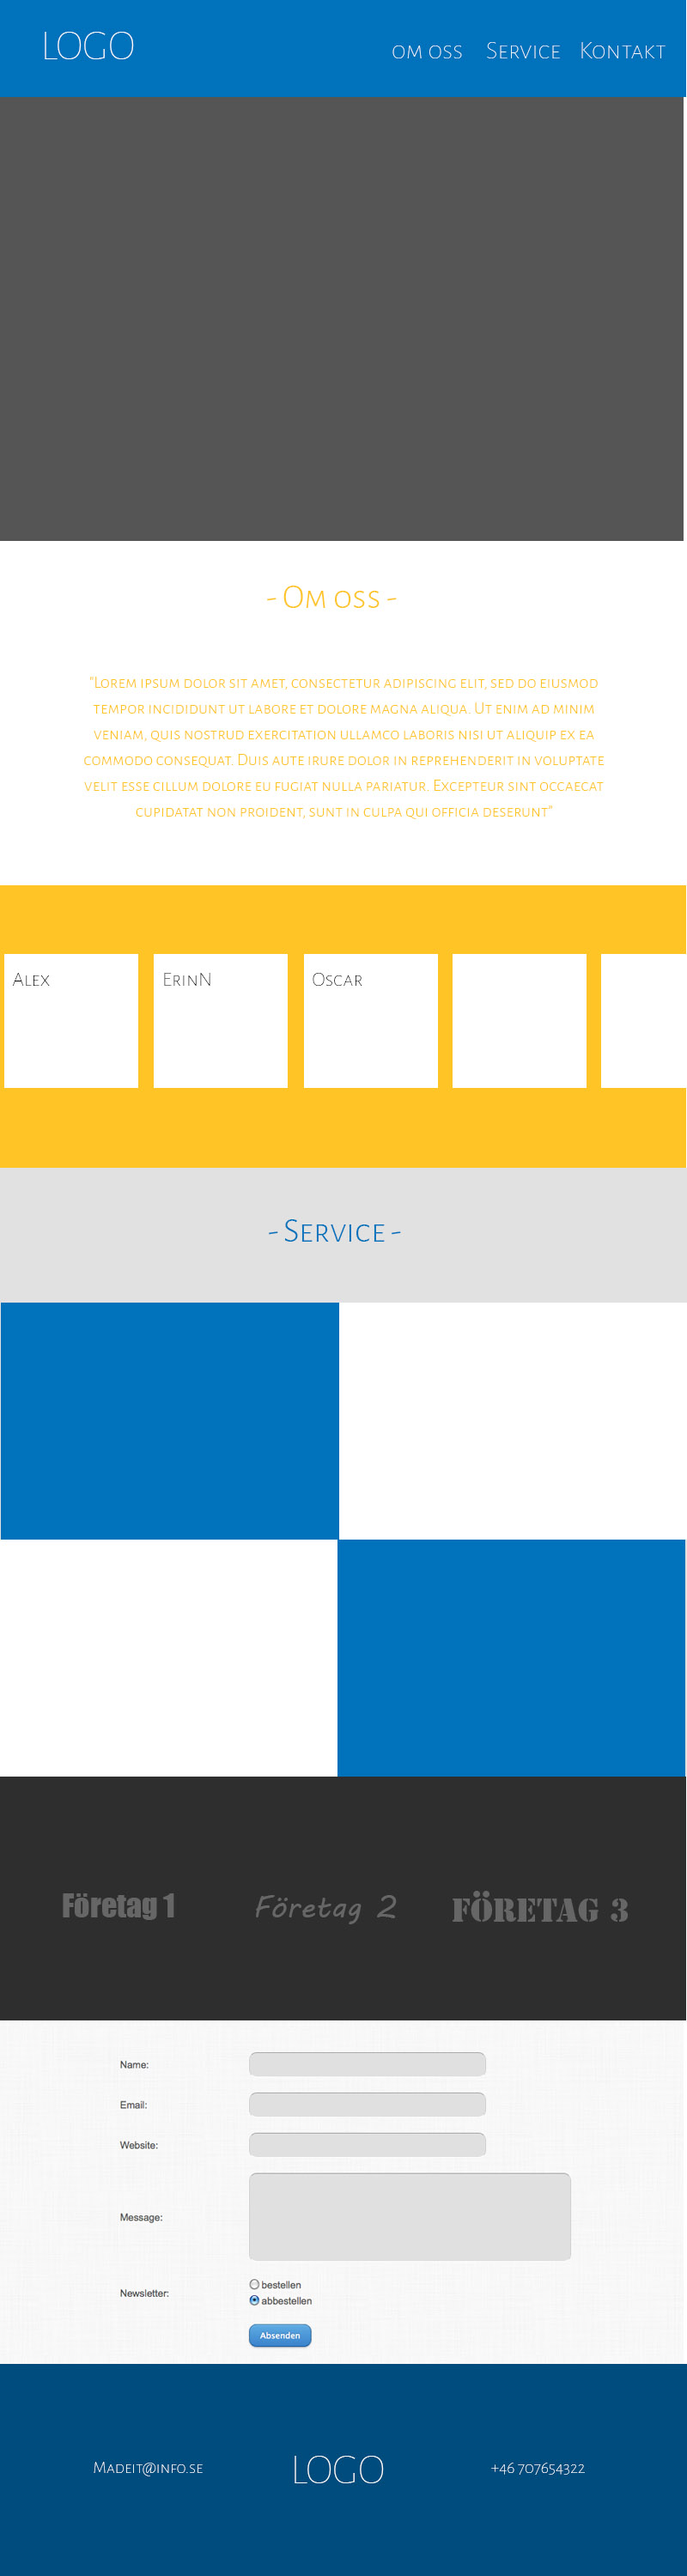 LOGO
om oss Service Kontakt
- Om oss -
"Lorem ipsum dolor sit amet, consectetur adipiscing elit, sed do eiusmod
tempor incididunt ut labore et dolore magna aliqua. Ut enim ad minim
veniam, quis nostrud exercitation ullamco laboris nisi ut aliquip ex ea
commodo consequat. Duis aute irure dolor in reprehenderit in voluptate
velit esse cillum dolore eu fugiat nulla pariatur. Excepteur sint occaecat
cupidatat non proident, sunt in culpa qui officia deserunt"
Alex
ErinN
Oscar
- Service -
Företag 1
Företag 2
FÖRETAG 3
Name:
Email:
Website:
Message:
Newsletter:
bestellen
abbestellen
Absenden
Madeit@info.se
LOGO
+46 707654322